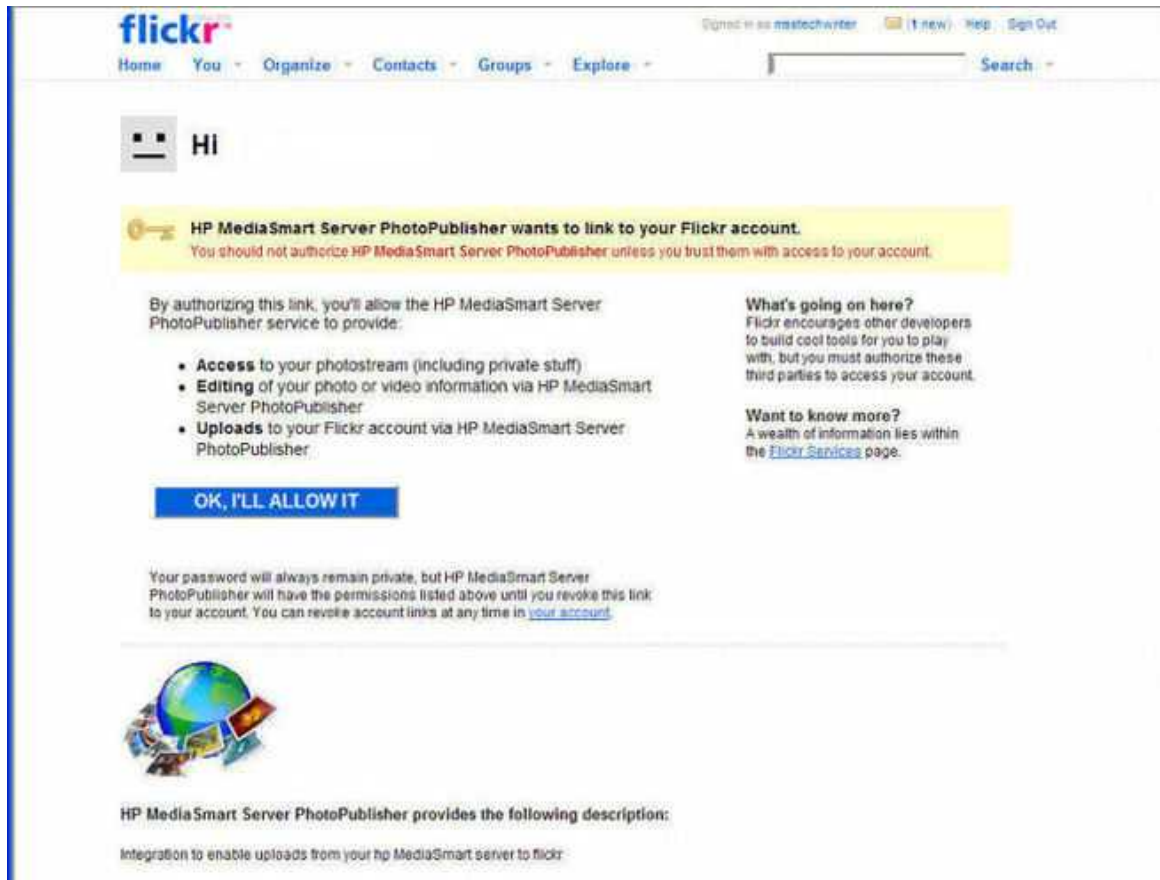 flickr
Signed in as msstechwriter (1 new) Help Sign Out
Home You Organize Contacts Groups Explore Search
Hi
HP MediaSmart Server PhotoPublisher wants to link to your Flickr account.
You should not authorize HP MediaSmart Server PhotoPublisher unless you trust them with access to your account.
By authorizing this link, you'll allow the HP MediaSmart Server
PhotoPublisher service to provide:
• Access to your photostream (including private stuff)
• Editing of your photo or video information via HP MediaSmart
Server PhotoPublisher
• Uploads to your Flickr account via HP MediaSmart Server
PhotoPublisher
OK, I'LL ALLOW IT
Your password will always remain private, but HP MediaSmart Server
PhotoPublisher will have the permissions listed above until you revoke this link
to your account. You can revoke account links at any time in your account.
What's going on here?
Flickr encourages other developers
to build cool tools for you to play
with, but you must authorize these
third parties to access your account.
Want to know more?
A wealth of information lies within
the Flickr Services page.
HP MediaSmart Server PhotoPublisher provides the following description:
Integration to enable uploads from your hp MediaSmart server to flickr